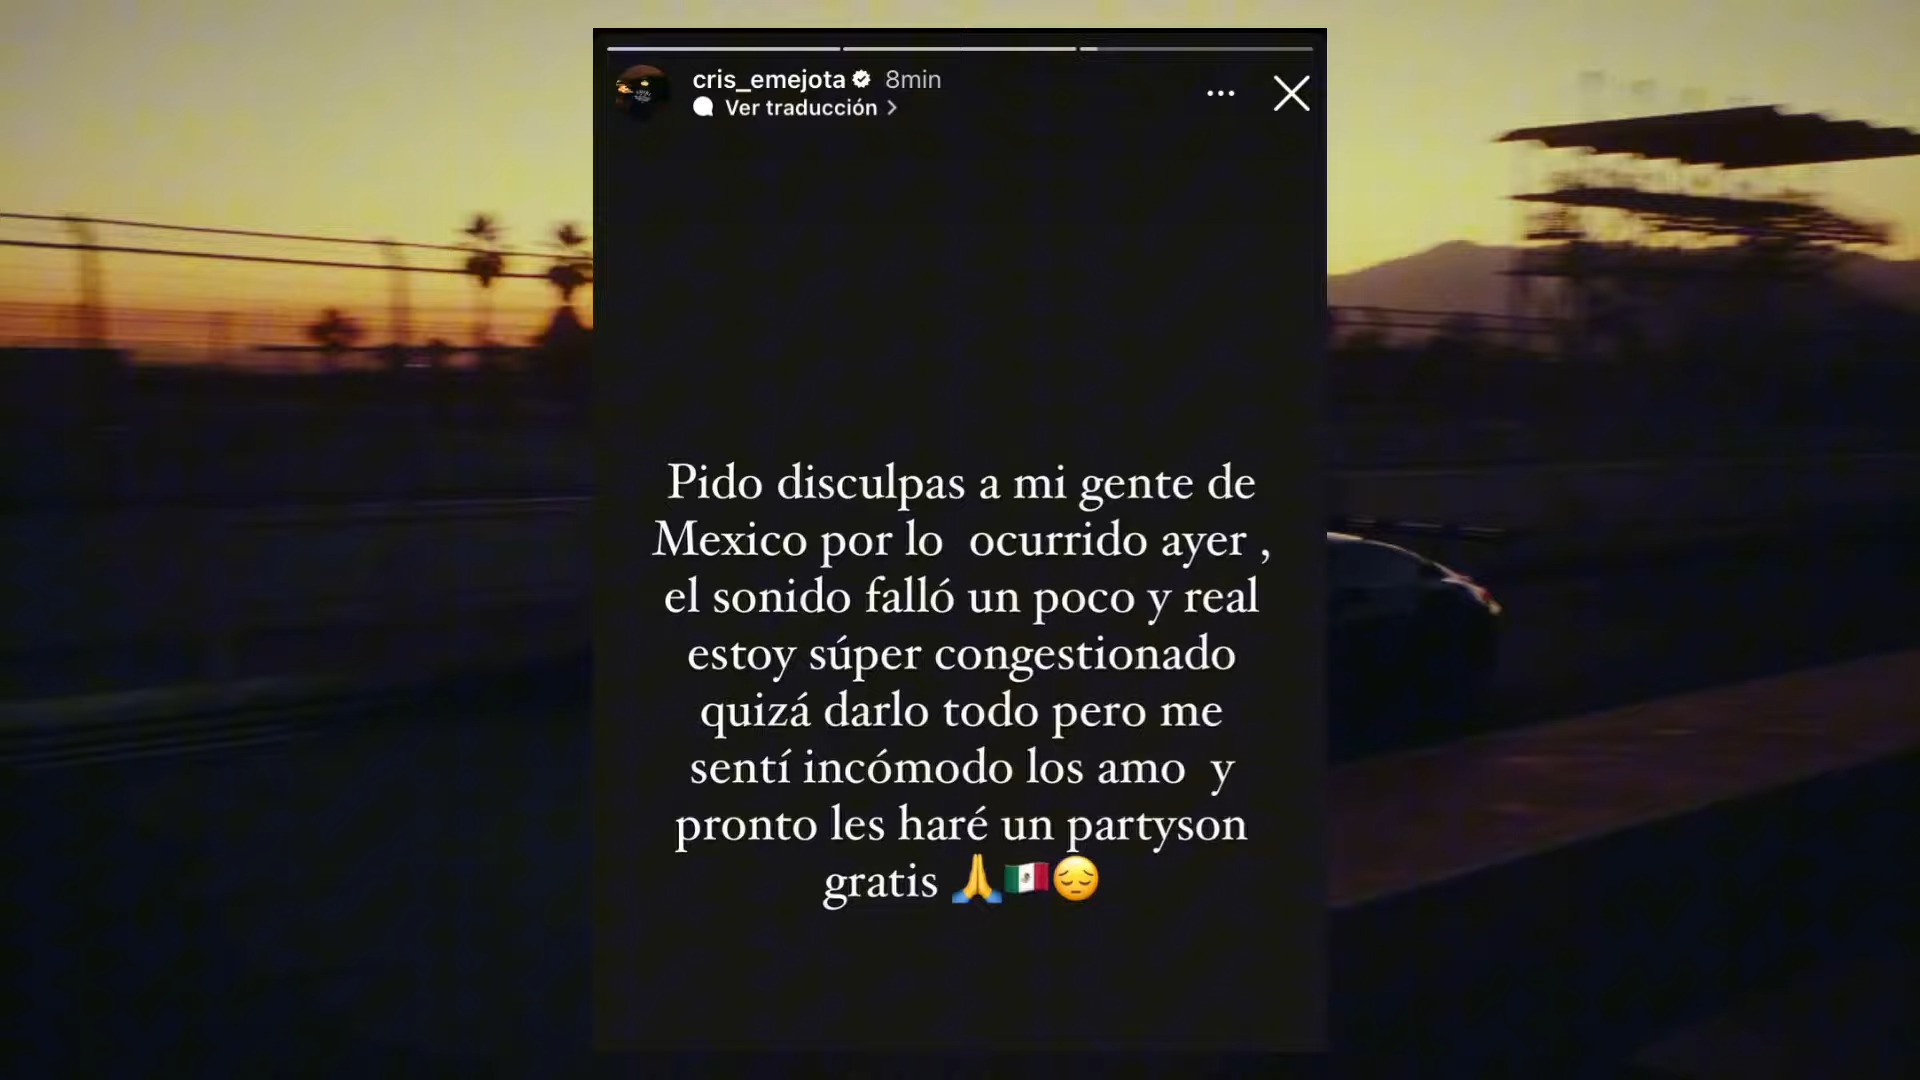 cris_emejota 8min
Ver traducción
Pido disculpas a mi gente de
Mexico por lo ocurrido ayer ,
el sonido falló un poco y real
estoy súper congestionado
quizá darlo todo pero me
sentí incómodo los amo y
pronto les haré un partyson
gratis 🙏🇲🇽😔